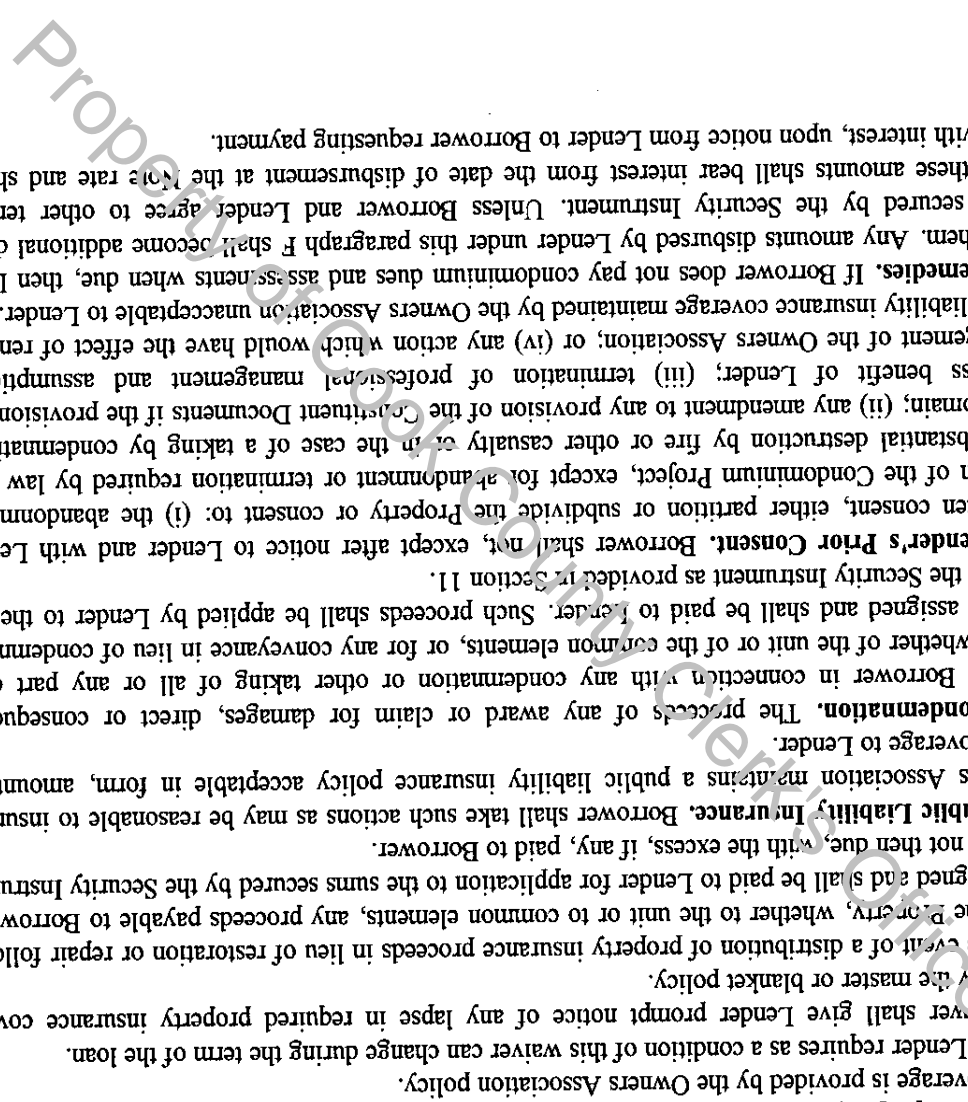 overage is provided by the Owners Association policy.
Lender requires as a condition of this waiver can change during the term of the loan.
wer shall give Lender prompt notice of any lapse in required property insurance cov
y the master or blanket policy.
event of a distribution of property insurance proceeds in lieu of restoration or repair follo
he Property, whether to the unit or to common elements, any proceeds payable to Borrow
gned and shall be paid to Lender for application to the sums secured by the Security Instru
not then due, with the excess, if any, paid to Borrower.
ublic Liability Insurance. Borrower shall take such actions as may be reasonable to insu
s Association maintains a public liability insurance policy acceptable in form, amount
overage to Lender.
ondemnation. The proceeds of any award or claim for damages, direct or conseque
Borrower in connection with any condemnation or other taking of all or any part
whether of the unit or of the common elements, or for any conveyance in lieu of condemn
assigned and shall be paid to Lender. Such proceeds shall be applied by Lender to the
the Security Instrument as provided in Section 11.
ender's Prior Consent. Borrower shall not, except after notice to Lender and with Le
en consent, either partition or subdivide the Property or consent to: (i) the abandonm
n of the Condominium Project, except for abandonment or termination required by law
bstantial destruction by fire or other casualty or in the case of a taking by condemnati
omain; (ii) any amendment to any provision of the Constituent Documents if the provision
ss benefit of Lender; (iii) termination of professional management and assumptio
gement of the Owners Association; or (iv) any action which would have the effect of ren
liability insurance coverage maintained by the Owners Association unacceptable to Lender.
emedies. If Borrower does not pay condominium dues and assessments when due, then
hem. Any amounts disbursed by Lender under this paragraph F shall become additional
secured by the Security Instrument. Unless Borrower and Lender agree to other ter
these amounts shall bear interest from the date of disbursement at the Note rate and sh
with interest, upon notice from Lender to Borrower requesting payment.
Property of Cook County Clerk's Office